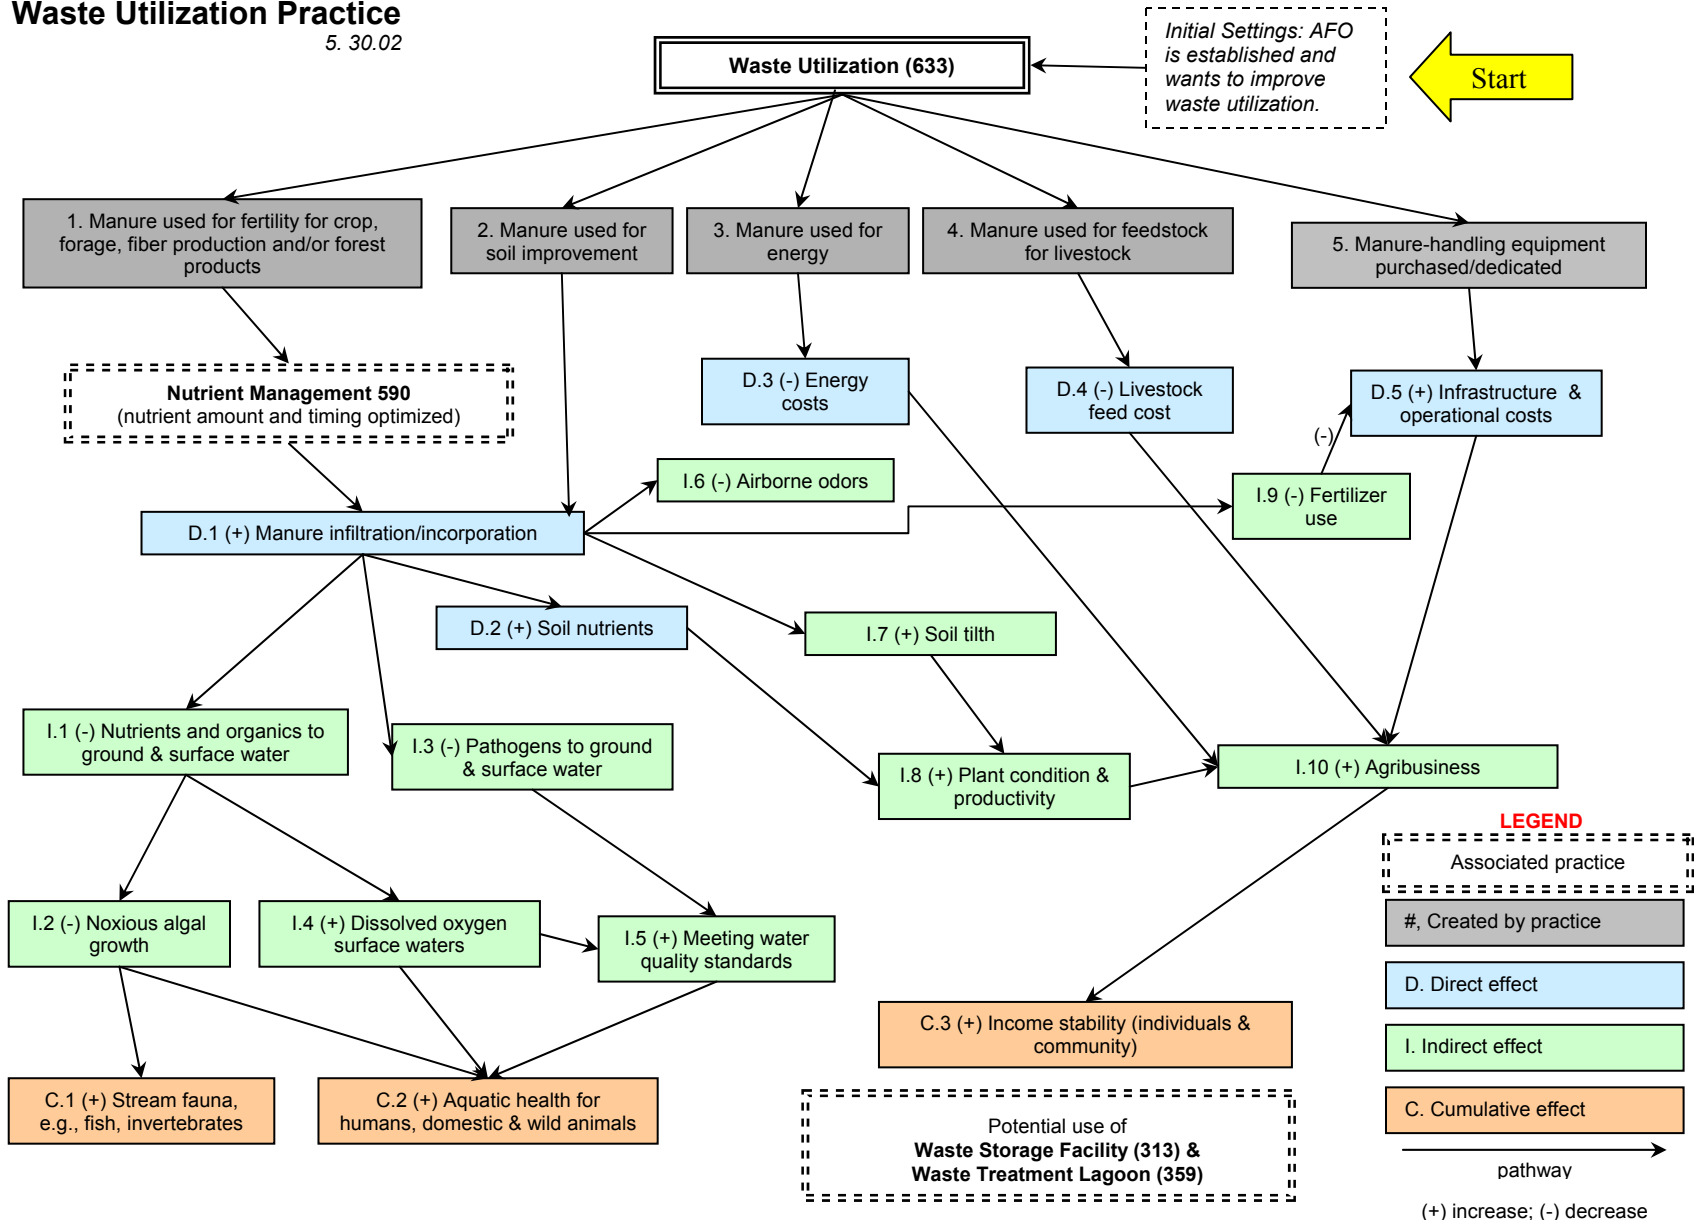 Waste Utilization Practice
5. 30.02
Waste Utilization (633)
Initial Settings: AFO
is established and
wants to improve
waste utilization.
Start
1. Manure used for fertility for crop,
forage, fiber production and/or forest
products
2. Manure used for
soil improvement
3. Manure used for
energy
4. Manure used for feedstock
for livestock
5. Manure-handling equipment
purchased/dedicated
Nutrient Management 590
(nutrient amount and timing optimized)
D.3 (-) Energy
costs
D.4 (-) Livestock
feed cost
D.5 (+) Infrastructure &
operational costs
(-)
I.6 (-) Airborne odors
I.9 (-) Fertilizer
use
D.1 (+) Manure infiltration/incorporation
D.2 (+) Soil nutrients
I.7 (+) Soil tilth
I.1 (-) Nutrients and organics to
ground & surface water
I.3 (-) Pathogens to ground
& surface water
I.8 (+) Plant condition &
productivity
I.10 (+) Agribusiness
LEGEND
Associated practice
#, Created by practice
D. Direct effect
I. Indirect effect
C. Cumulative effect
pathway
(+) increase; (-) decrease
I.2 (-) Noxious algal
growth
I.4 (+) Dissolved oxygen
surface waters
I.5 (+) Meeting water
quality standards
C.3 (+) Income stability (individuals &
community)
C.1 (+) Stream fauna,
e.g., fish, invertebrates
C.2 (+) Aquatic health for
humans, domestic & wild animals
Potential use of
Waste Storage Facility (313) &
Waste Treatment Lagoon (359)